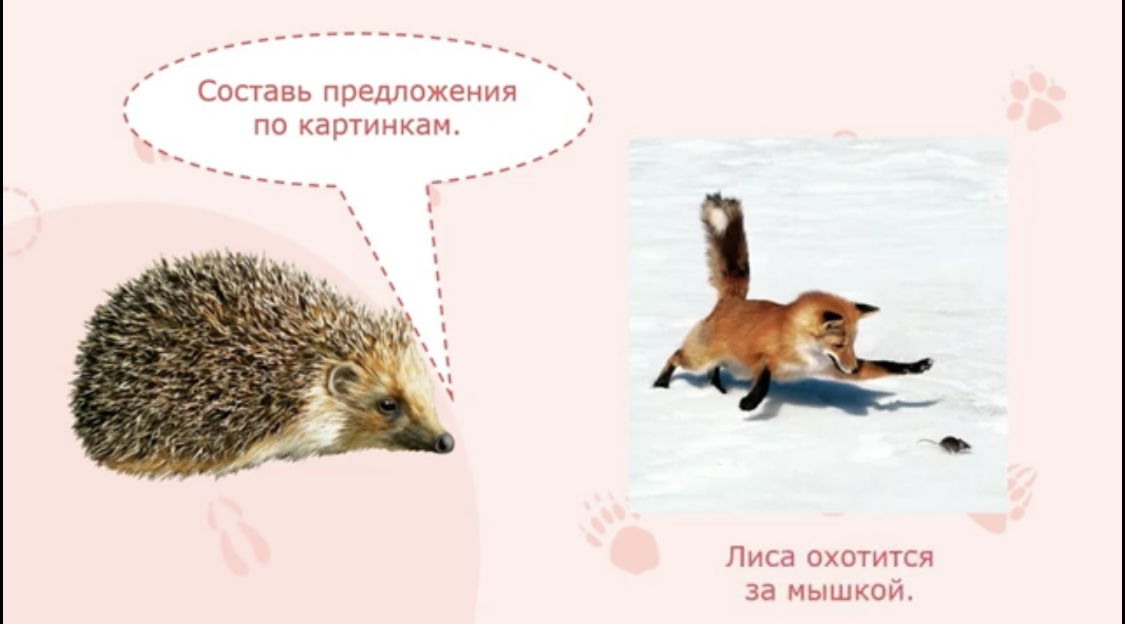 Составь предложения
по картинкам.
Лиса охотится
за мышкой.